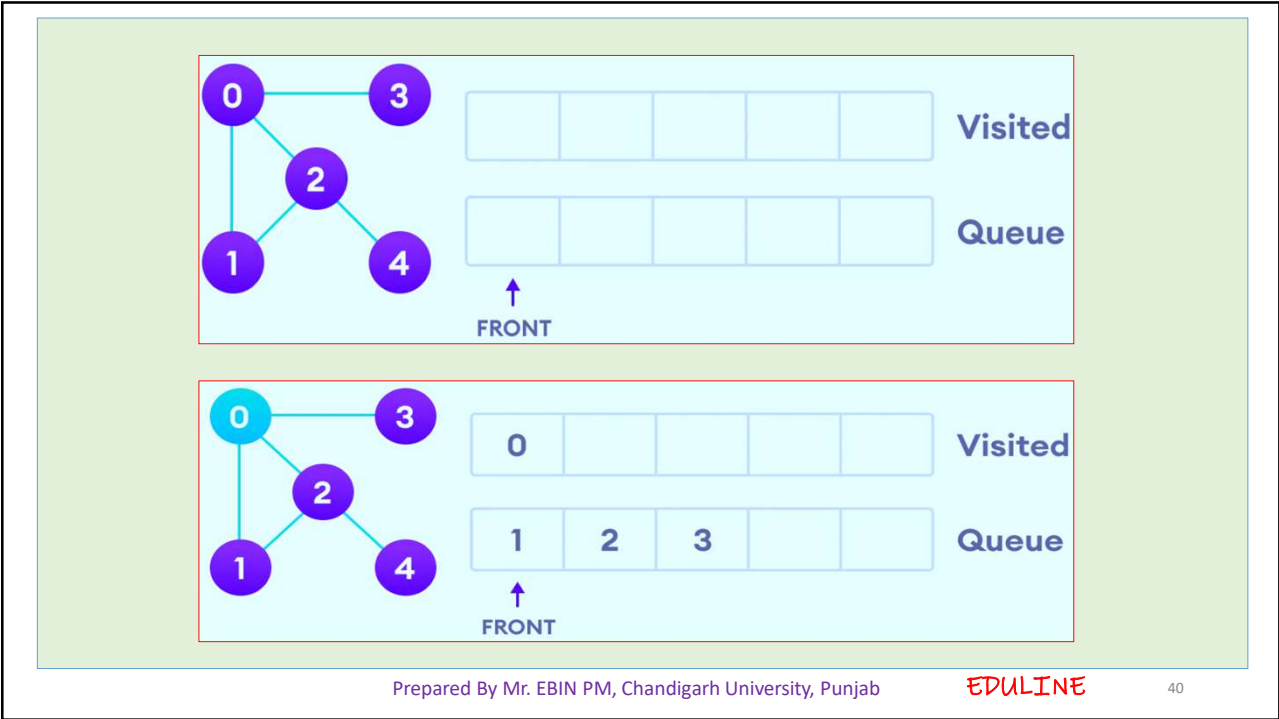 0 3
Visited
2
Queue
1 4
FRONT
0 3
0 Visited
2
1 2 3 Queue
1 4
FRONT
Prepared By Mr. EBIN PM, Chandigarh University, Punjab EDULINE 40